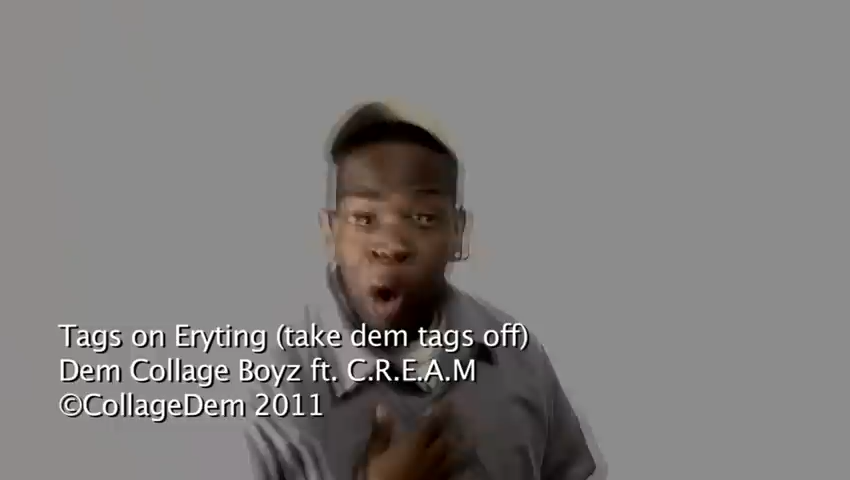 Tags on Eryting (take dem tags off)
Dem Collage Boyz ft. C.R.E.A.M
©CollageDem 2011